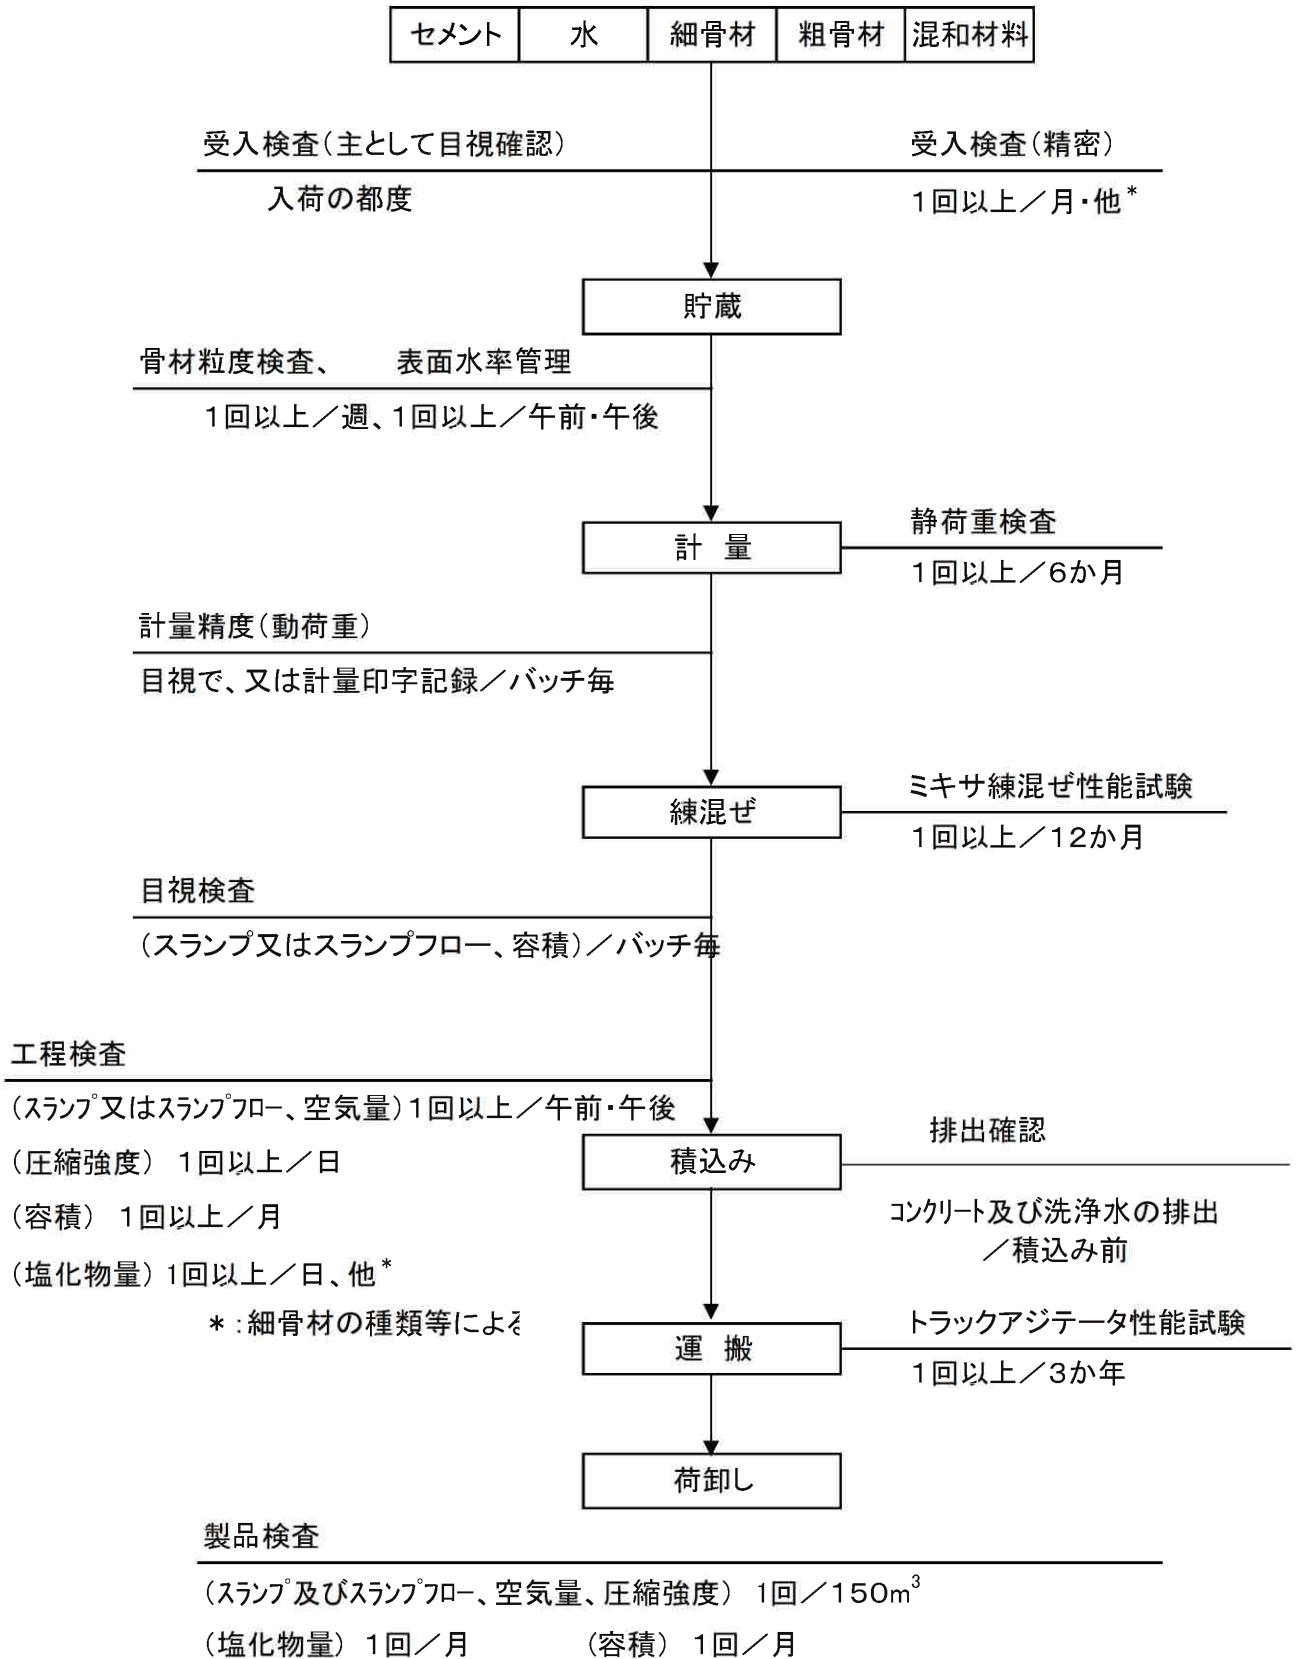 セメント 水 細骨材 粗骨材 混和材料
受入検査(主として目視確認) 受入検査(精密)
入荷の都度 1回以上／月・他*
貯蔵
骨材粒度検査、 表面水率管理
1回以上／週、1回以上／午前・午後
静荷重検査
計 量
1回以上／6か月
計量精度(動荷重)
目視で、又は計量印字記録／バッチ毎
ミキサ練混ぜ性能試験
練混ぜ
1回以上／12か月
目視検査
(スランプ又はスランプフロー、容積)／バッチ毎
工程検査
(ｽﾗﾝﾌﾟ又はｽﾗﾝﾌﾟﾌﾛｰ、空気量)1回以上／午前・午後
排出確認
(圧縮強度) 1回以上／日
積込み
(容積) 1回以上／月
ｺﾝｸﾘｰﾄ及び洗浄水の排出
／積込み前
(塩化物量) 1回以上／日、他*
*:細骨材の種類等による
トラックアジテータ性能試験
運 搬
1回以上／3か年
荷卸し
製品検査
(ｽﾗﾝﾌﾟ及びｽﾗﾝﾌﾟﾌﾛｰ、空気量、圧縮強度) 1回／150m³
(塩化物量) 1回／月 (容積) 1回／月